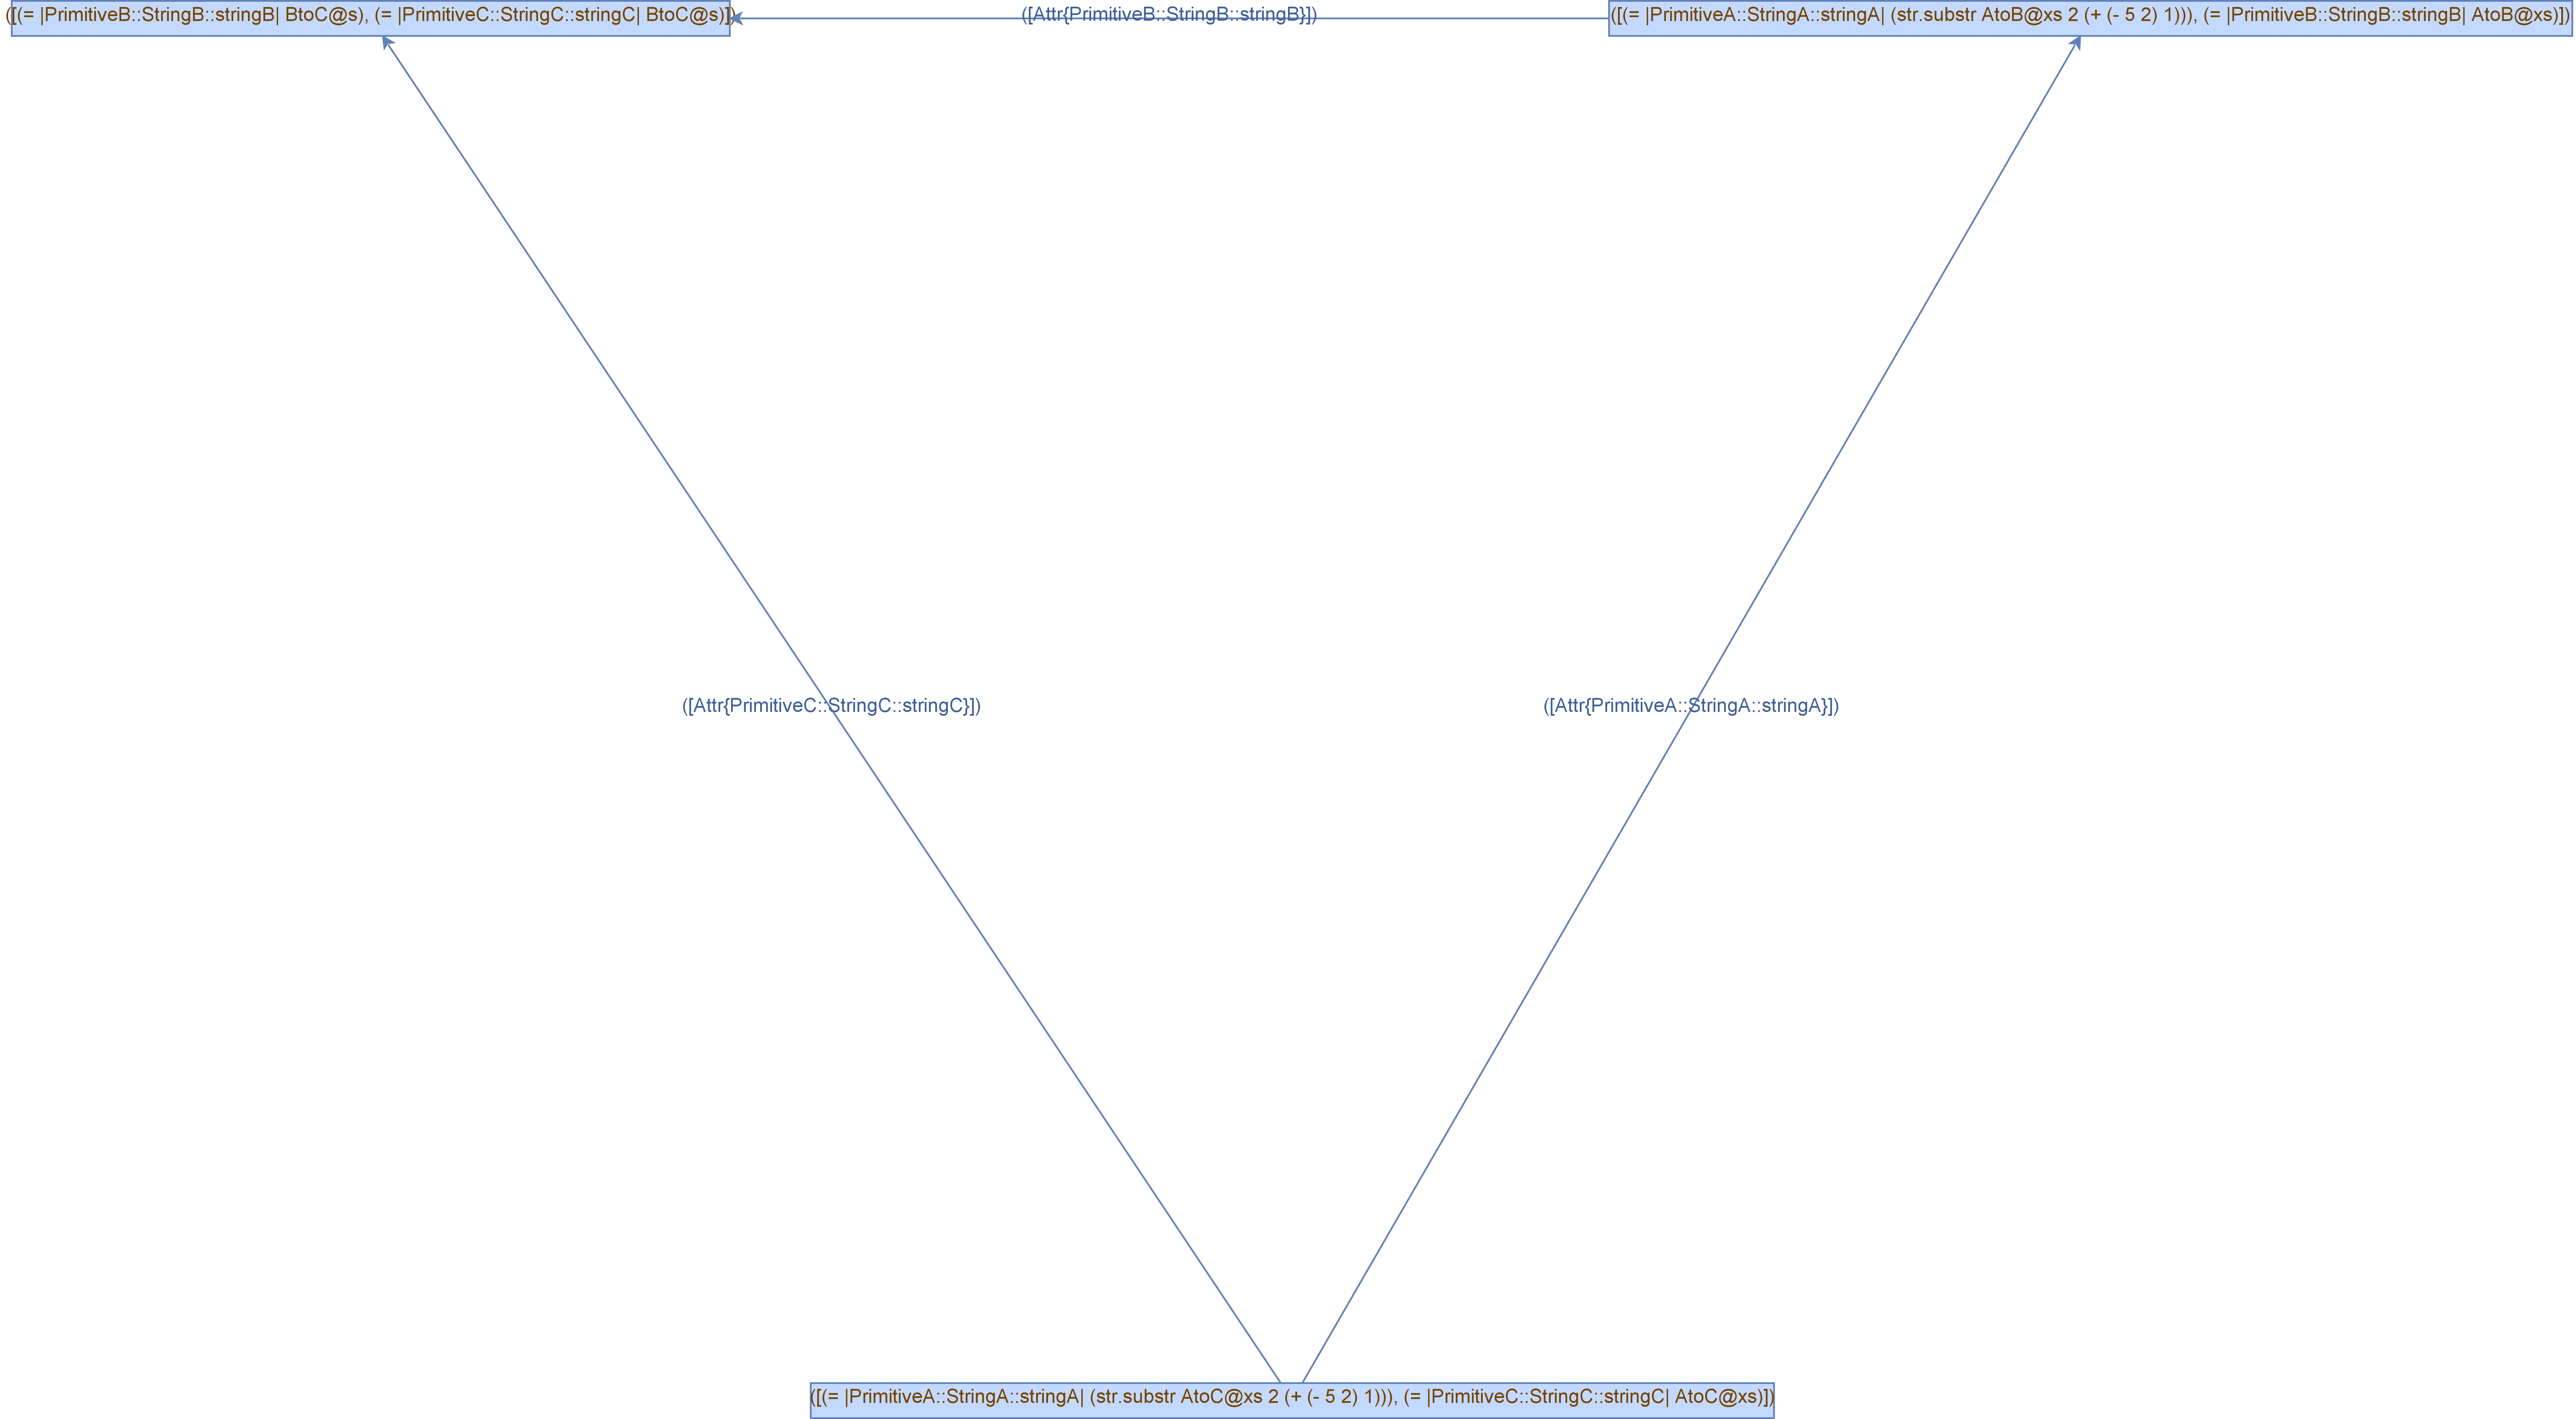 ([(= |PrimitiveB::StringB::stringB| BtoC@s), (= |PrimitiveC::StringC::stringC| BtoC@s)])
([Attr{PrimitiveB::StringB::stringB}])
([(= |PrimitiveA::StringA::stringA| (str.substr AtoB@xs 2 (+ (- 5 2) 1))), (= |PrimitiveB::StringB::stringB| AtoB@xs)])
([Attr{PrimitiveC::StringC::stringC}])
([Attr{PrimitiveA::StringA::stringA}])
([(= |PrimitiveA::StringA::stringA| (str.substr AtoC@xs 2 (+ (- 5 2) 1))), (= |PrimitiveC::StringC::stringC| AtoC@xs)])